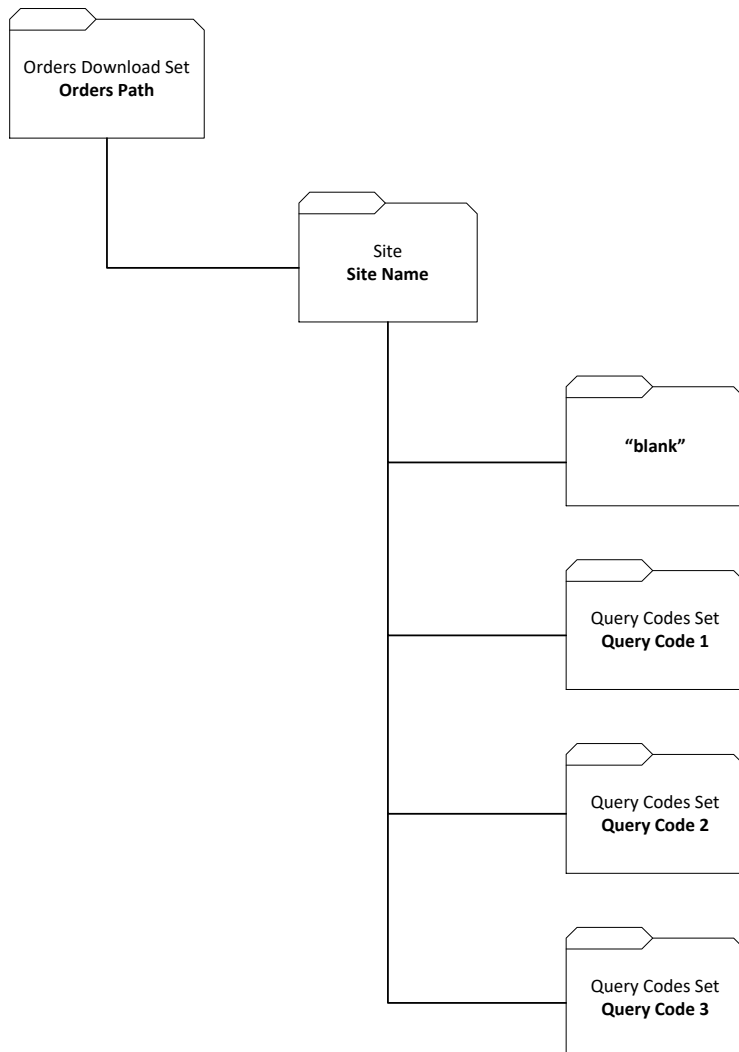 Orders Download Set
Orders Path
Site
Site Name
“blank”
Query Codes Set
Query Code 1
Query Codes Set
Query Code 2
Query Codes Set
Query Code 3